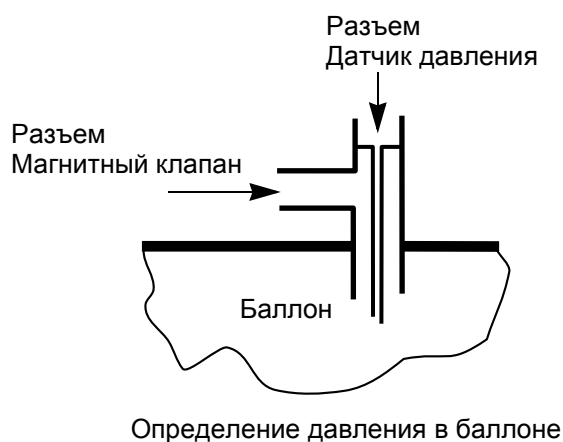 Разъем
Датчик давления
Разъем
Магнитный клапан
Баллон
Определение давления в баллоне